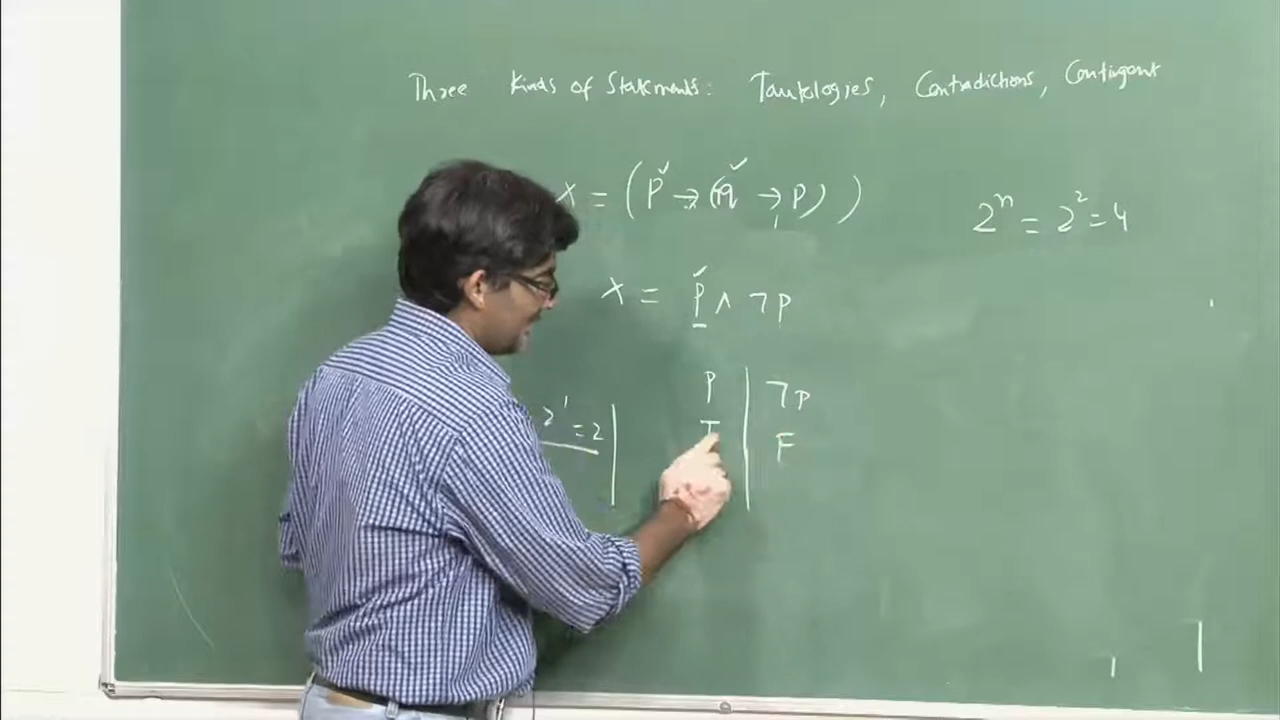 Three Kinds of Statements: Tautologies, Contradictions, Contingent
X = (P → (q → P))
2ⁿ = 2² = 4
X = P ∧ ¬P
P | ¬P
2¹ = 2
T | F